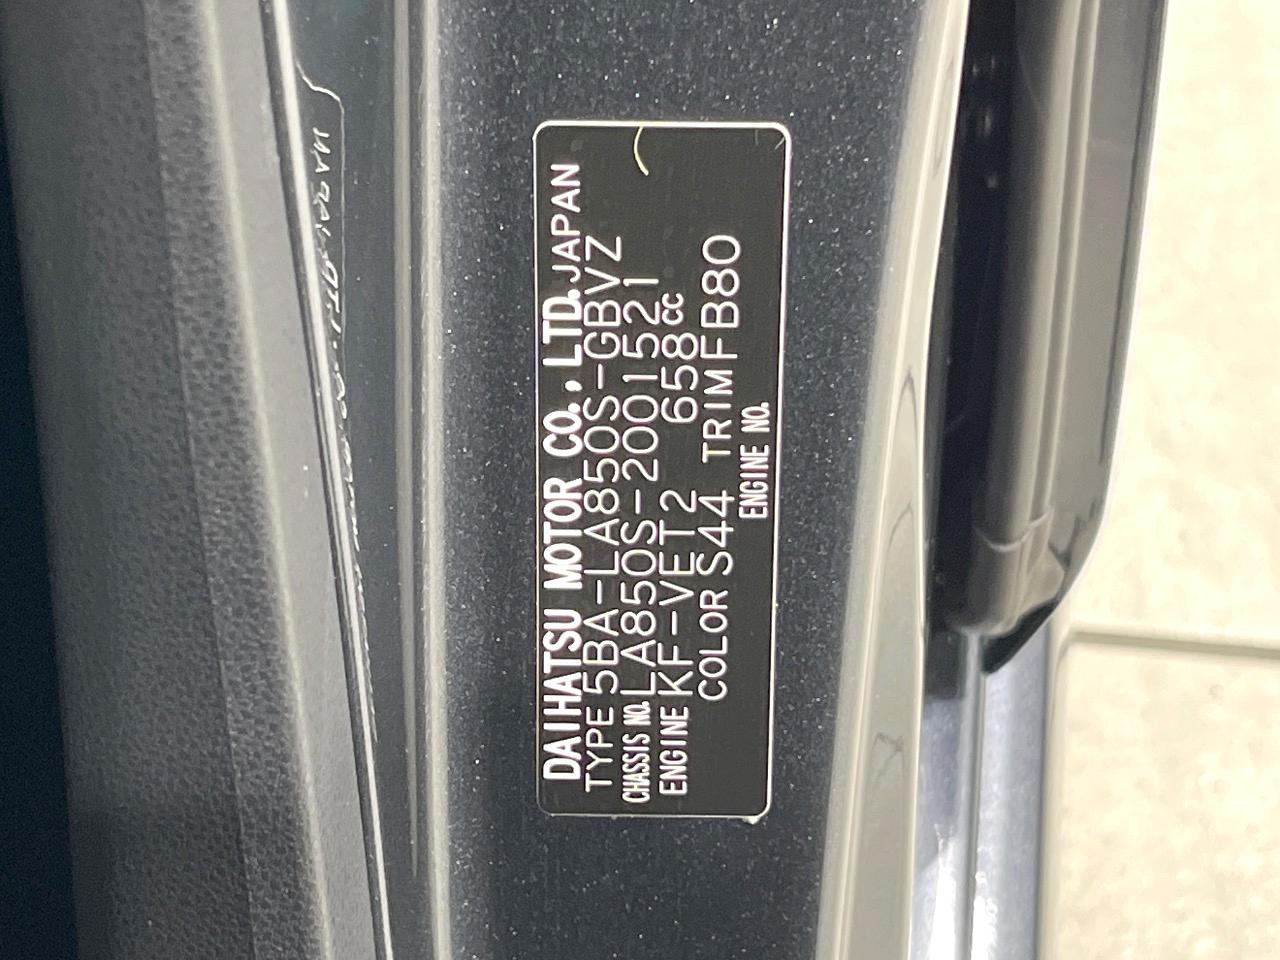 DAIHATSU MOTOR CO., LTD. JAPAN
TYPE 5BA-LA850S-GBVZ
CHASSIS NO. LA850S-2001521
ENGINE KF-VET2 658cc
COLOR S44 TRIM FB80
ENGINE NO.